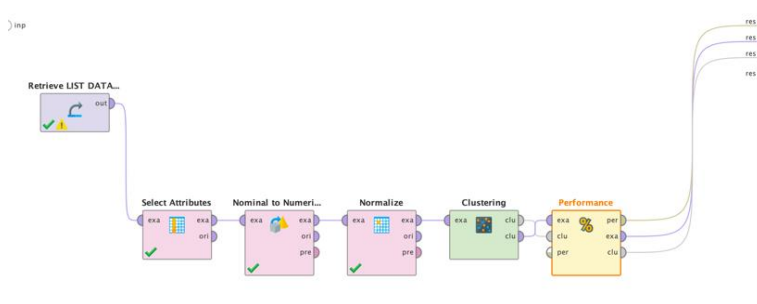 inp
res
res
res
res
Retrieve LIST DATA...
out
Select Attributes
exa
exa
ori
Nominal to Numeri...
exa
exa
ori
pre
Normalize
exa
exa
ori
pre
Clustering
exa
clu
clu
Performance
exa
per
clu
exa
per
clu